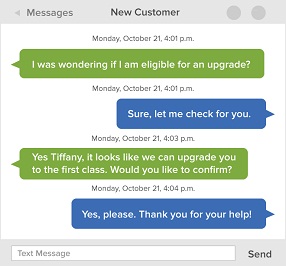 Messages
New Customer
Monday, October 21, 4:01 p.m.
I was wondering if I am eligible for an upgrade?
Monday, October 21, 4:01 p.m.
Sure, let me check for you.
Monday, October 21, 4:03 p.m.
Yes Tiffany, it looks like we can upgrade you
to the first class. Would you like to confirm?
Monday, October 21, 4:04 p.m.
Yes, please. Thank you for your help!
Text Message
Send